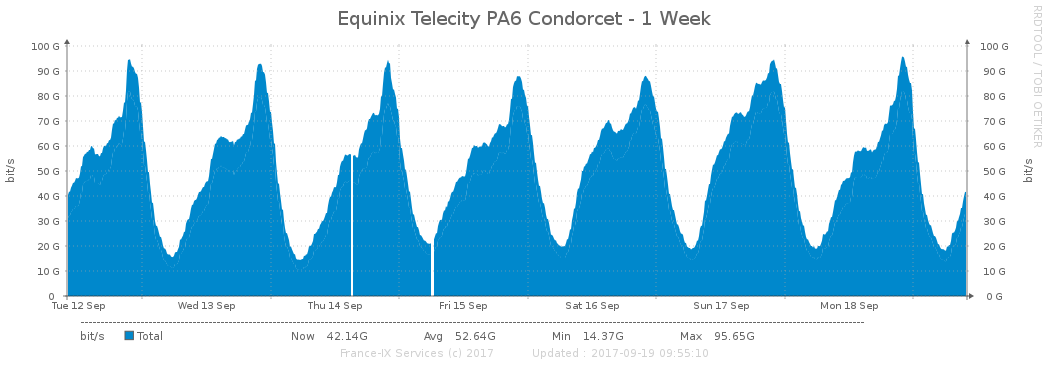 Equinix Telecity PA6 Condorcet - 1 Week
RRDTOOL / TOBI OETIKER
bit/s
100 G
90 G
80 G
70 G
60 G
50 G
40 G
30 G
20 G
10 G
0
100 G
90 G
80 G
70 G
60 G
50 G
40 G
30 G
20 G
10 G
0 G
bit/s
Tue 12 Sep Wed 13 Sep Thu 14 Sep Fri 15 Sep Sat 16 Sep Sun 17 Sep Mon 18 Sep
bit/s Total Now 42.14G Avg 52.64G Min 14.37G Max 95.65G
France-IX Services (c) 2017 Updated : 2017-09-19 09:55:10